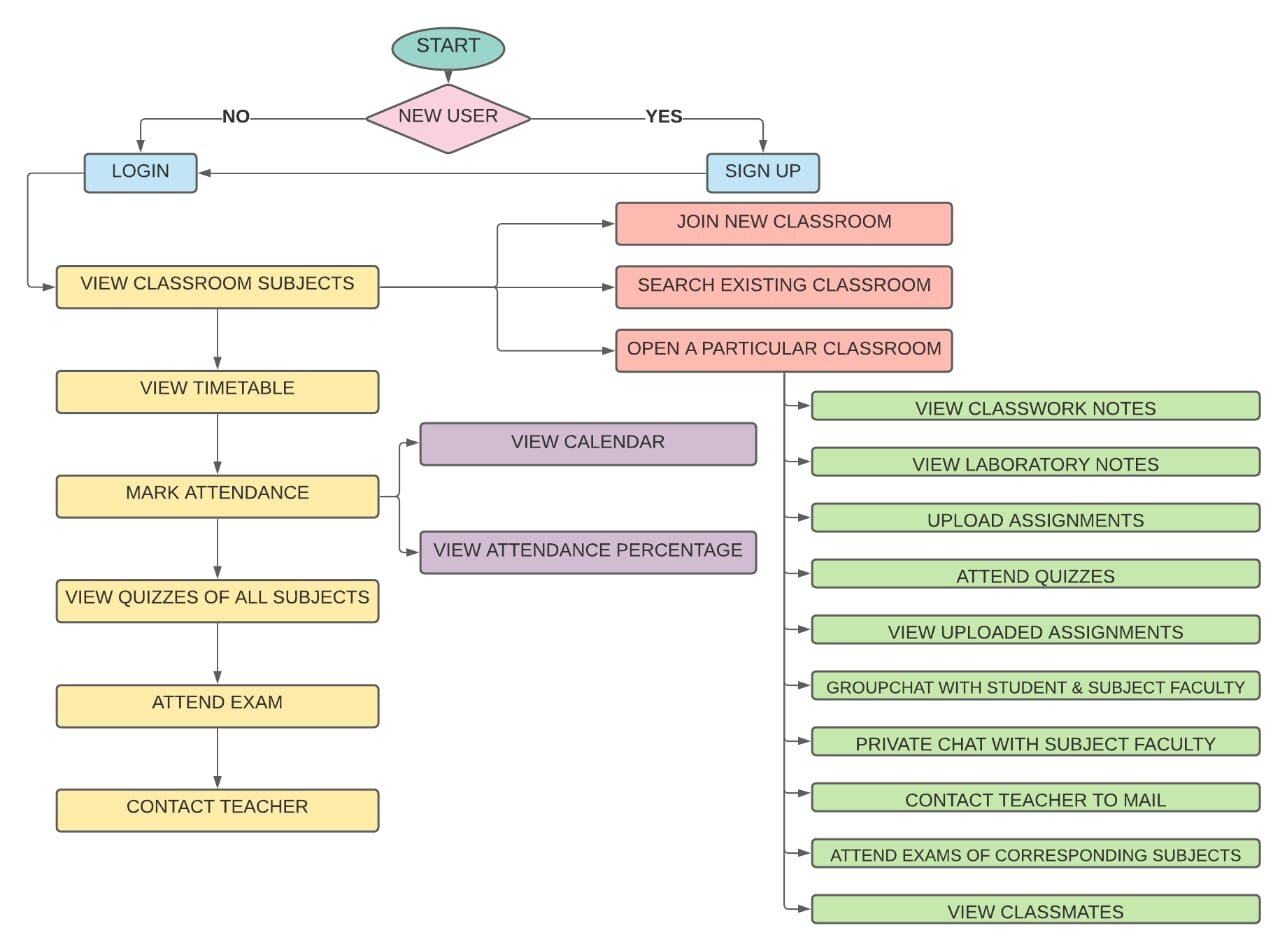 START
NEW USER
NO
YES
LOGIN
SIGN UP
JOIN NEW CLASSROOM
VIEW CLASSROOM SUBJECTS
SEARCH EXISTING CLASSROOM
OPEN A PARTICULAR CLASSROOM
VIEW TIMETABLE
MARK ATTENDANCE
VIEW CALENDAR
VIEW ATTENDANCE PERCENTAGE
VIEW QUIZZES OF ALL SUBJECTS
ATTEND EXAM
CONTACT TEACHER
VIEW CLASSWORK NOTES
VIEW LABORATORY NOTES
UPLOAD ASSIGNMENTS
ATTEND QUIZZES
VIEW UPLOADED ASSIGNMENTS
GROUPCHAT WITH STUDENT & SUBJECT FACULTY
PRIVATE CHAT WITH SUBJECT FACULTY
CONTACT TEACHER TO MAIL
ATTEND EXAMS OF CORRESPONDING SUBJECTS
VIEW CLASSMATES